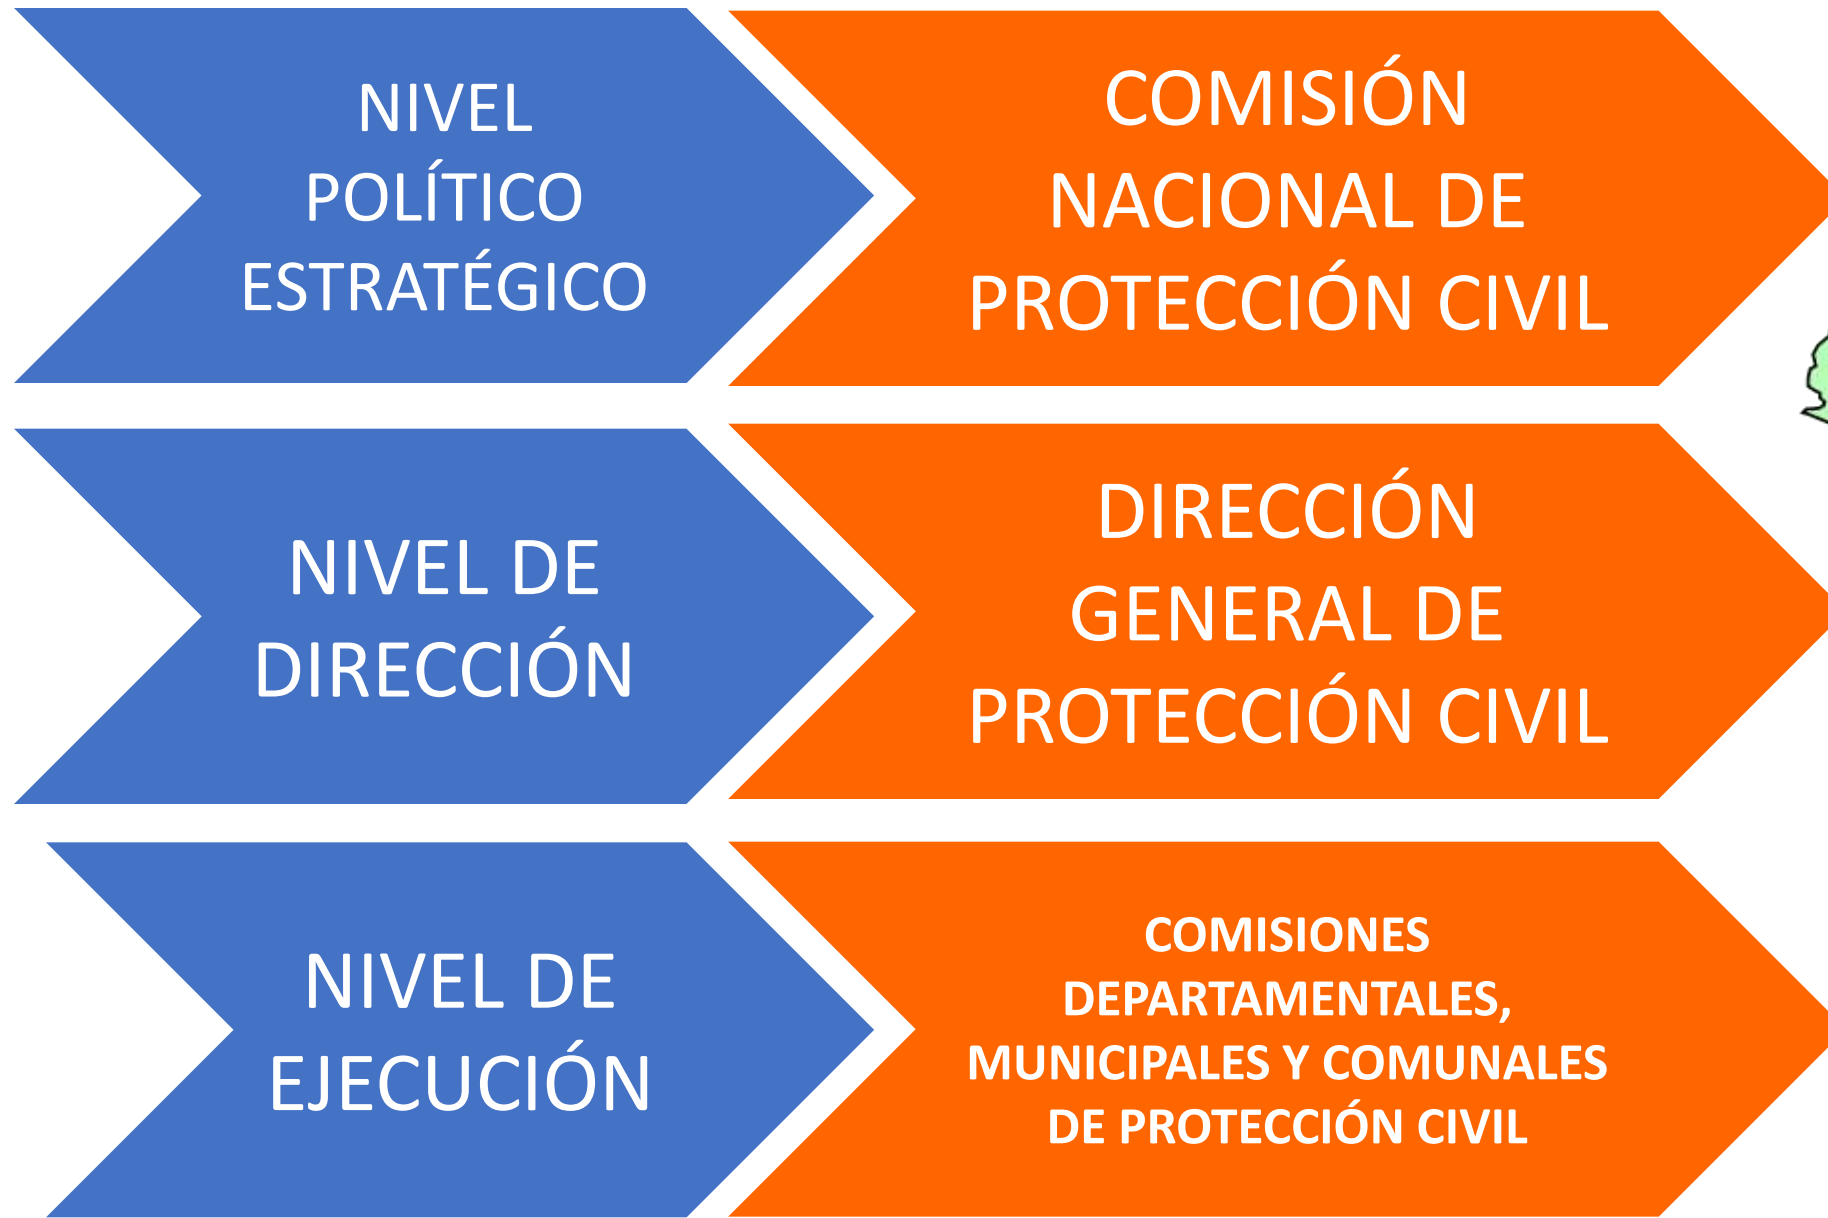 NIVEL
POLÍTICO
ESTRATÉGICO
COMISIÓN
NACIONAL DE
PROTECCIÓN CIVIL
NIVEL DE
DIRECCIÓN
DIRECCIÓN
GENERAL DE
PROTECCIÓN CIVIL
NIVEL DE
EJECUCIÓN
COMISIONES
DEPARTAMENTALES,
MUNICIPALES Y COMUNALES
DE PROTECCIÓN CIVIL